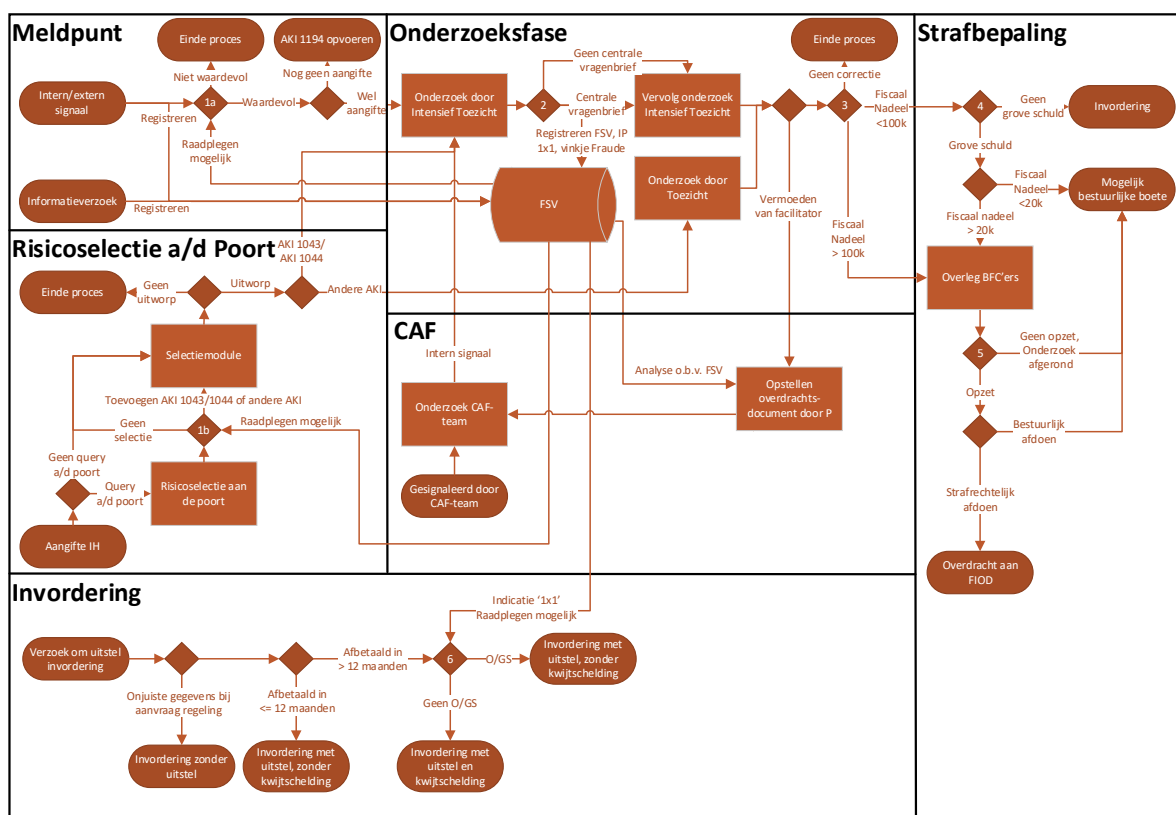 Meldpunt
Einde proces
AKI 1194 opvoeren
Niet waardevol
Nog geen aangifte
Intern/extern
signaal
1a
Waardevol
Wel
aangifte
Registreren
Raadplegen
mogelijk
Informatieverzoek
Registreren
Onderzoeksfase
Geen centrale
vragenbrief
Einde proces
Geen correctie
Onderzoek door
Intensief Toezicht
2
Centrale
vragenbrief
Vervolg onderzoek
Intensief Toezicht
3
Fiscaal
Nadeel
<100k
Registreren FSV, IP
1x1, vinkje Fraude
FSV
Onderzoek door
Toezicht
Vermoeden
van facilitator
Fiscaal
Nadeel
> 100k
Strafbepaling
4
Geen
grove schuld
Invordering
Grove schuld
Fiscaal
Nadeel
<20k
Mogelijk
bestuurlijke boete
Fiscaal nadeel
> 20k
Overleg BFC'ers
5
Geen opzet,
Onderzoek
afgerond
Opzet
Bestuurlijk
afdoen
Strafrechtelijk
afdoen
Overdracht aan
FIOD
Risicoselectie a/d Poort
AKI 1043/
AKI 1044
Einde proces
Geen
uitworp
Uitworp
Andere AKI
Selectiemodule
Toevoegen AKI 1043/1044 of andere AKI
Geen
selectie
1b
Raadplegen mogelijk
Geen query
a/d poort
Query
a/d poort
Risicoselectie aan
de poort
Aangifte IH
CAF
Intern signaal
Analyse o.b.v. FSV
Onderzoek CAF-
team
Opstellen
overdrachts-
document door P
Gesignaleerd door
CAF-team
Invordering
Indicatie '1x1'
Raadplegen mogelijk
Verzoek om uitstel
invordering
Afbetaald in
> 12 maanden
6
O/GS
Invordering met
uitstel, zonder
kwijtschelding
Onjuiste gegevens bij
aanvraag regeling
Afbetaald in
<= 12 maanden
Geen O/GS
Invordering zonder
uitstel
Invordering met
uitstel, zonder
kwijtschelding
Invordering met
uitstel en
kwijtschelding